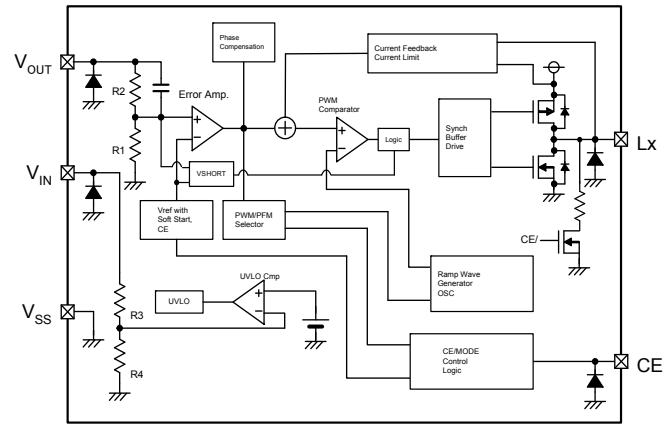 Phase
Compensation
Current Feedback
Current Limit
VOUT
R2
Error Amp.
PWM
Comparator
Logic
Synch
Buffer
Drive
Lx
R1
VSHORT
VIN
Vref with
Soft Start,
CE
PWM/PFM
Selector
CE/
UVLO Cmp
Ramp Wave
Generator
OSC
UVLO
R3
VSS
R4
CE/MODE
Control
Logic
CE